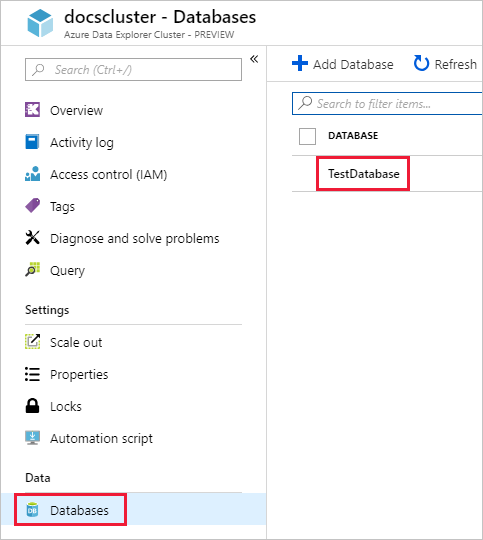 docscluster - Databases
Azure Data Explorer Cluster - PREVIEW
Search (Ctrl+/)
«
Overview
Activity log
Access control (IAM)
Tags
Diagnose and solve problems
Query
Settings
Scale out
Properties
Locks
Automation script
Data
DB Databases
Add Database Refresh
Search to filter items...
DATABASE
TestDatabase